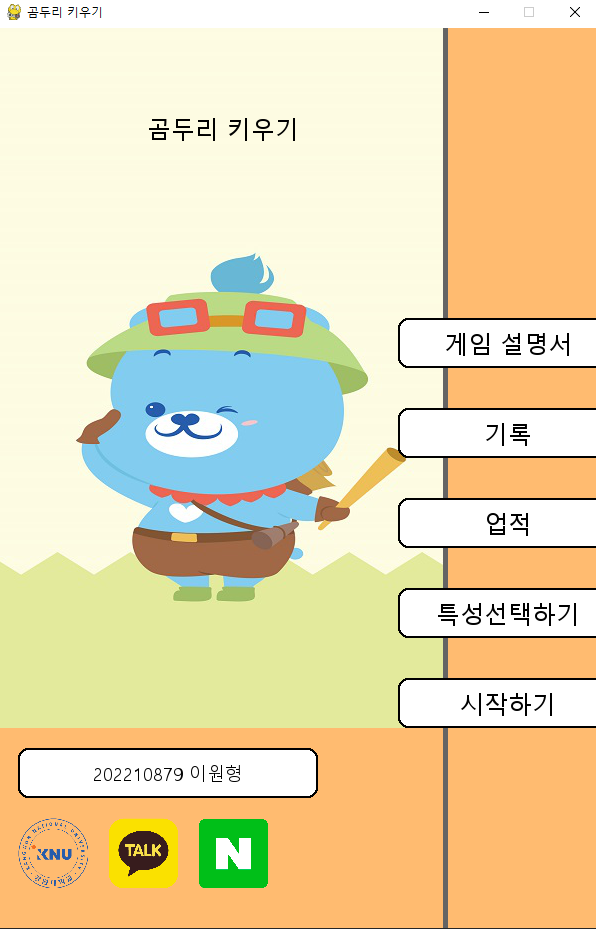 곰두리 키우기
곰두리 키우기
게임 설명서
기록
업적
특성선택하기
시작하기
202210879 이원형
KNU
TALK
N